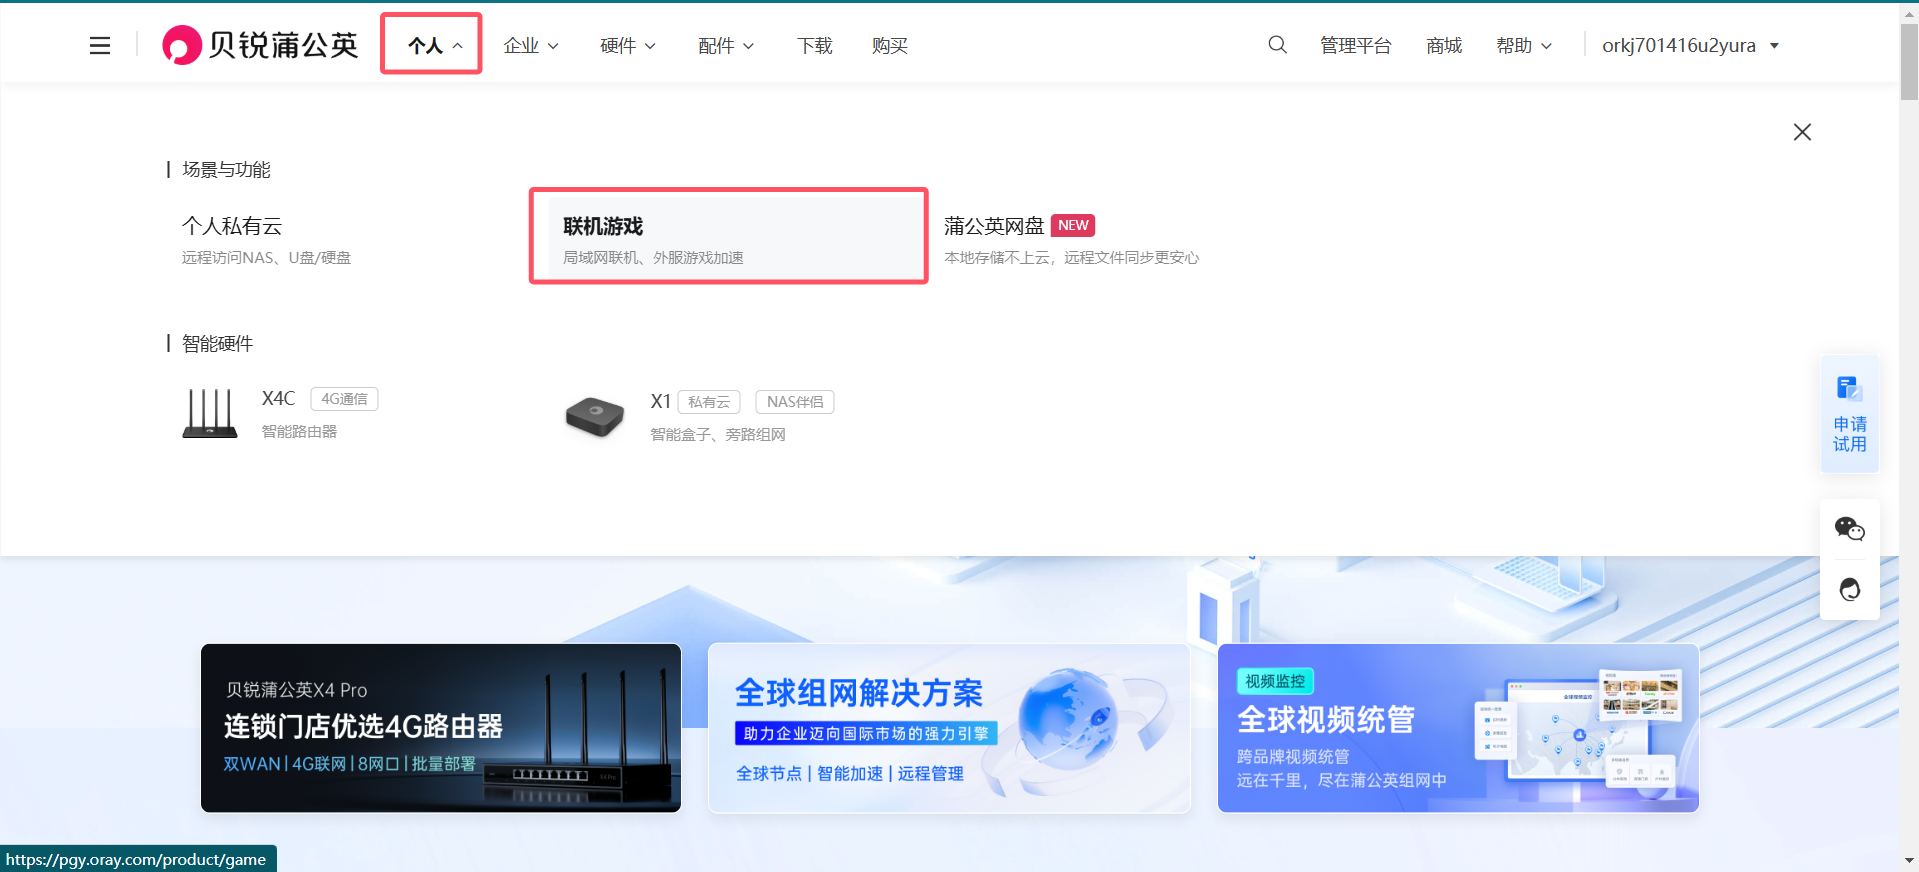 贝锐蒲公英
个人
企业
硬件
配件
下载
购买
管理平台
商城
帮助
orkj701416u2yura
场景与功能
个人私有云
远程访问NAS、U盘/硬盘
联机游戏
局域网联机、外服游戏加速
蒲公英网盘 NEW
本地存储不上云，远程文件同步更安心
智能硬件
X4C 4G通信
智能路由器
X1 私有云 NAS伴侣
智能盒子、旁路组网
申请
试用
贝锐蒲公英X4 Pro
连锁门店优选4G路由器
双WAN|4G联网|8网口|批量部署
X4 Pro
全球组网解决方案
助力企业迈向国际市场的强力引擎
全球节点|智能加速|远程管理
视频监控
全球视频统管
跨品牌视频统管
远在千里，尽在蒲公英组网中
https://pgy.oray.com/product/game